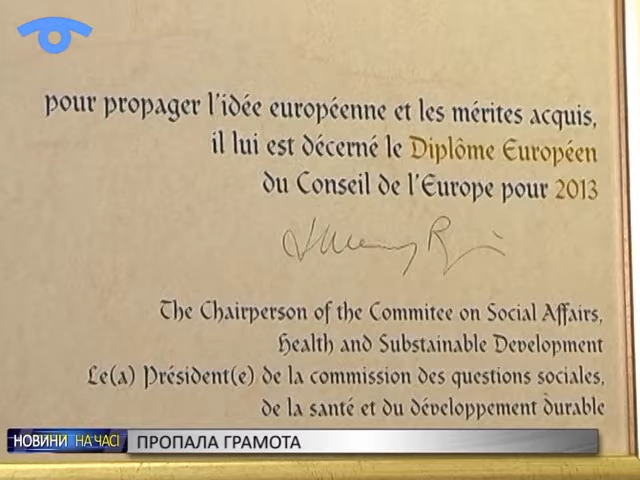 pour propager l'idée européenne et les mérites acquis,
il lui est décerné le Diplôme Européen
du Conseil de l'Europe pour 2013
The Chairperson of the Commitee on Social Affairs,
Health and Substainable Development
Le(a) Président(e) de la commission des questions sociales,
de la santé et du développement durable
НОВИНИ НА ЧАСІ ПРОПАЛА ГРАМОТА